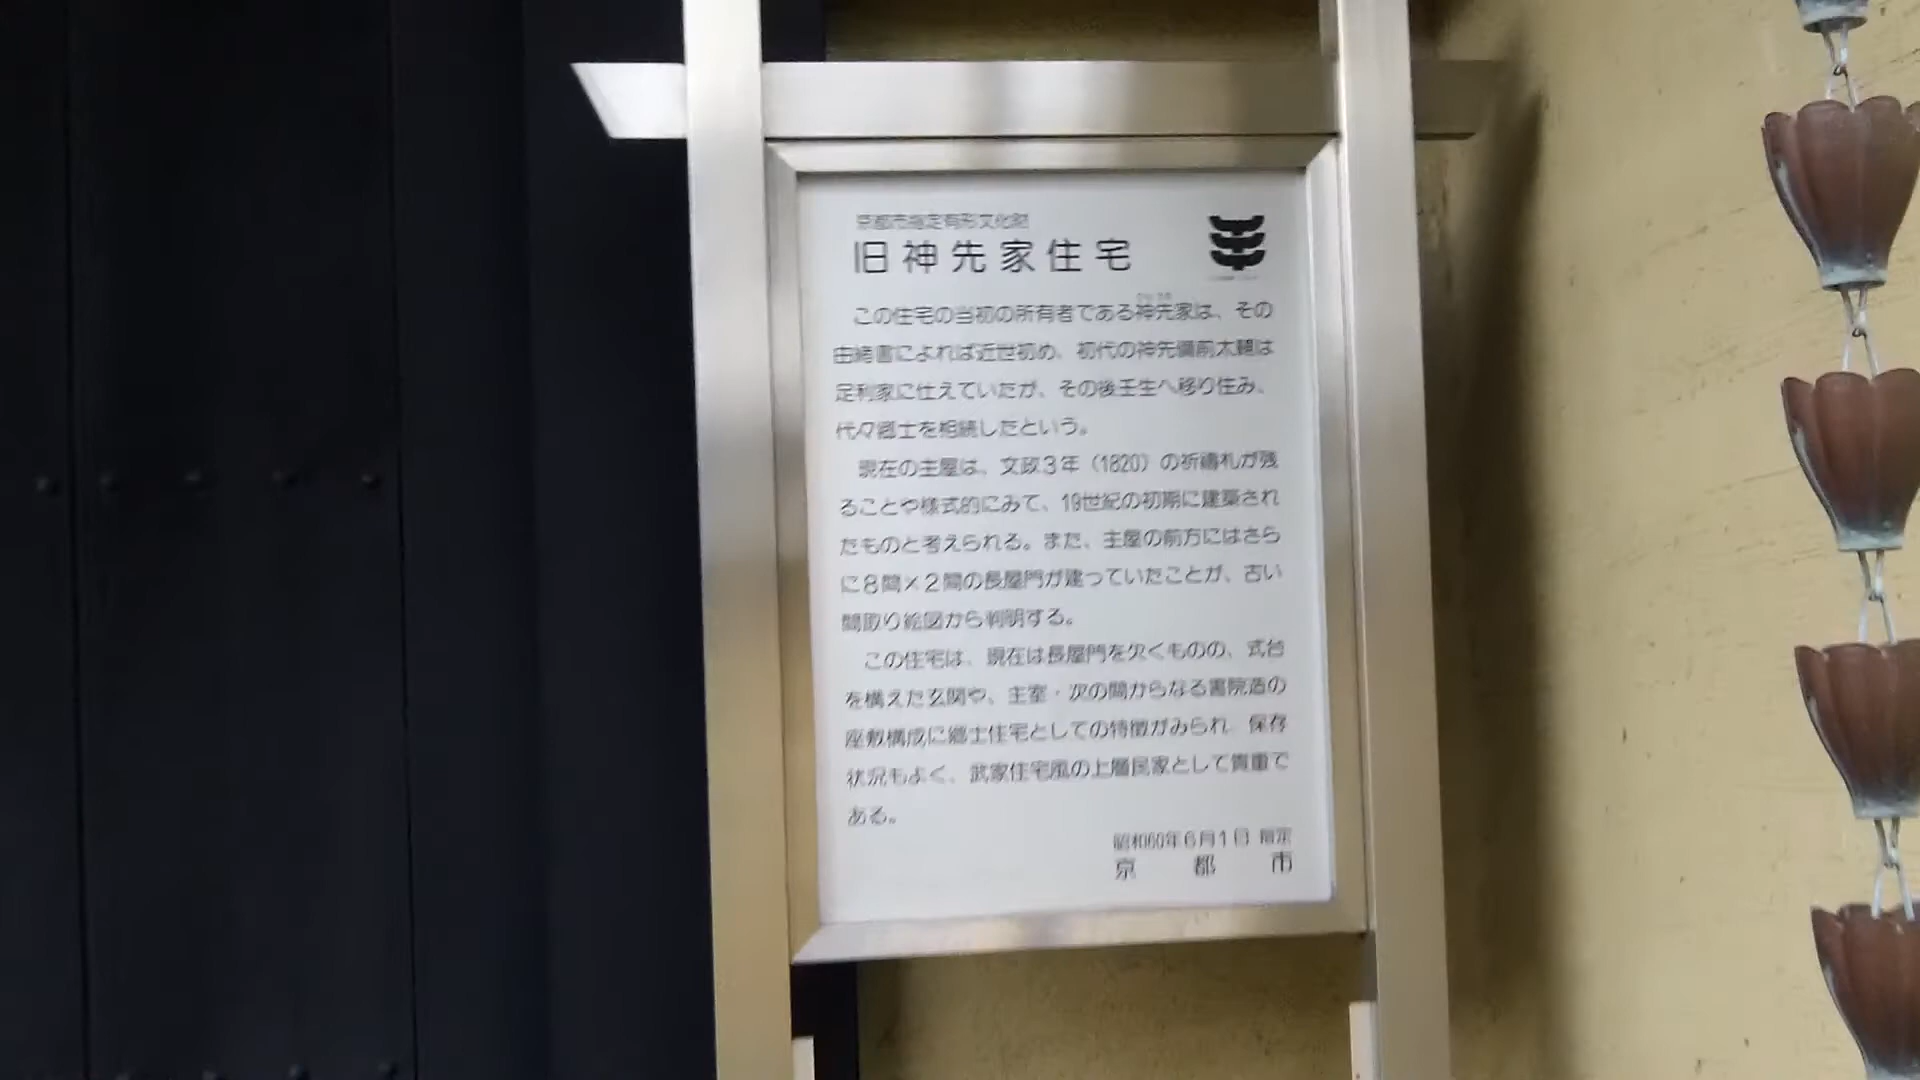 京都市指定有形文化財
旧神先家住宅
この住宅の当初の所有者である神先家は、その
由緒書によれば近世初め、初代の神先備前太輔は
足利家に仕えていたが、その後壬生へ移り住み、
代々郷士を相続したという。
現在の主屋は、文政3年（1820）の祈禱札が残
ることや様式的にみて、19世紀の初期に建築され
たものと考えられる。また、主屋の前方にはさら
に8間×2間の長屋門が建っていたことが、古い
間取り絵図から判明する。
この住宅は、現在は長屋門を欠くものの、式台
を構えた玄関や、主室・次の間からなる書院造の
座敷構成に郷士住宅としての特徴がみられ、保存
状況もよく、武家住宅風の上層民家として貴重で
ある。
昭和60年6月1日 指定
京都市